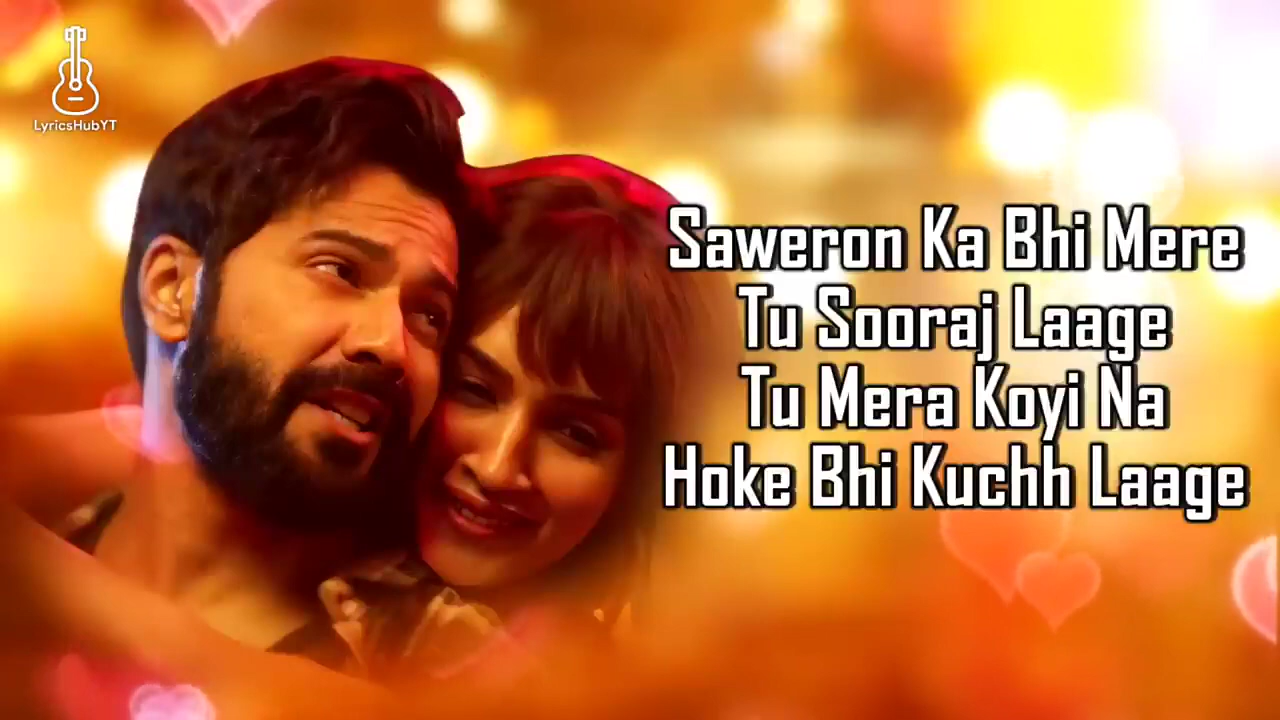 LyricsHubYT
Saweron Ka Bhi Mere
Tu Sooraj Laage
Tu Mera Koyi Na
Hoke Bhi Kuchh Laage